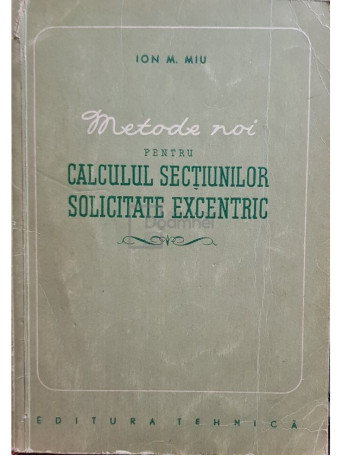 ION M. MIU
Metode noi
PENTRU
CALCULUL SECȚIUNILOR
SOLICITATE EXCENTRIC
EDITURA TEHNICĂ